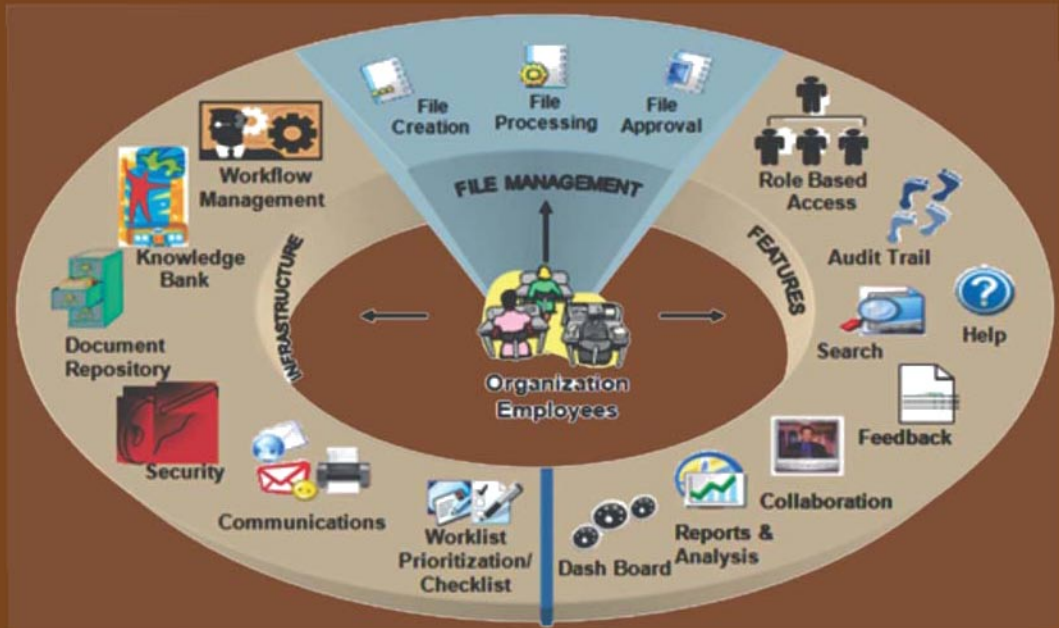 File
Creation
File
Processing
File
Approval
FILE MANAGEMENT
Workflow
Management
Knowledge
Bank
Document
Repository
Security
Communications
Worklist
Prioritization/
Checklist
INFRASTRUCTURE
Organization
Employees
FEATURES
Role Based
Access
Audit Trail
Help
Search
Feedback
Collaboration
Reports &
Analysis
Dash Board